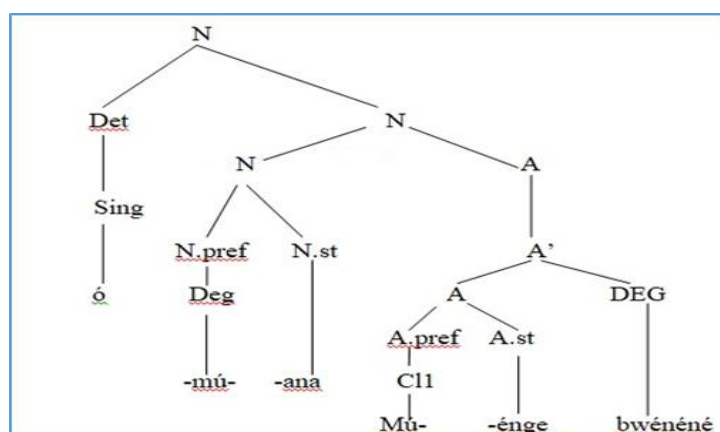 N
Det N
N A
Sing
N.pref N.st A’
ó Deg A DEG
A.pref A.st
-mú- -ana Cl1
Mú- -énge bwénéné